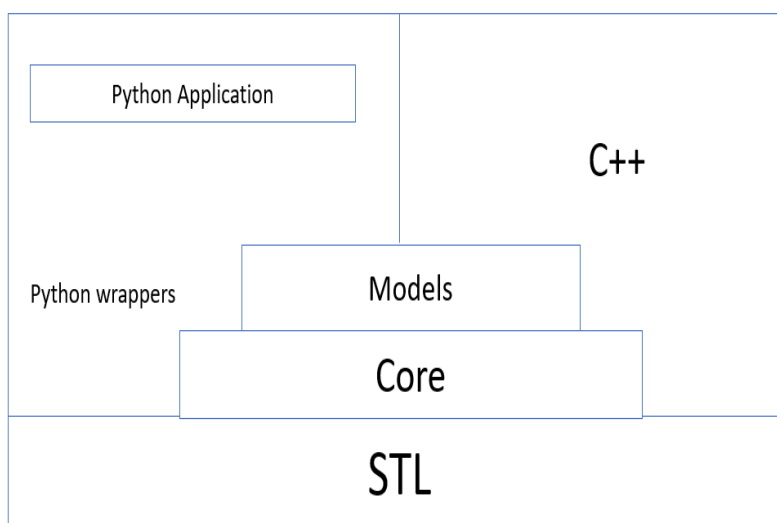 Python Application
C++
Python wrappers
Models
Core
STL